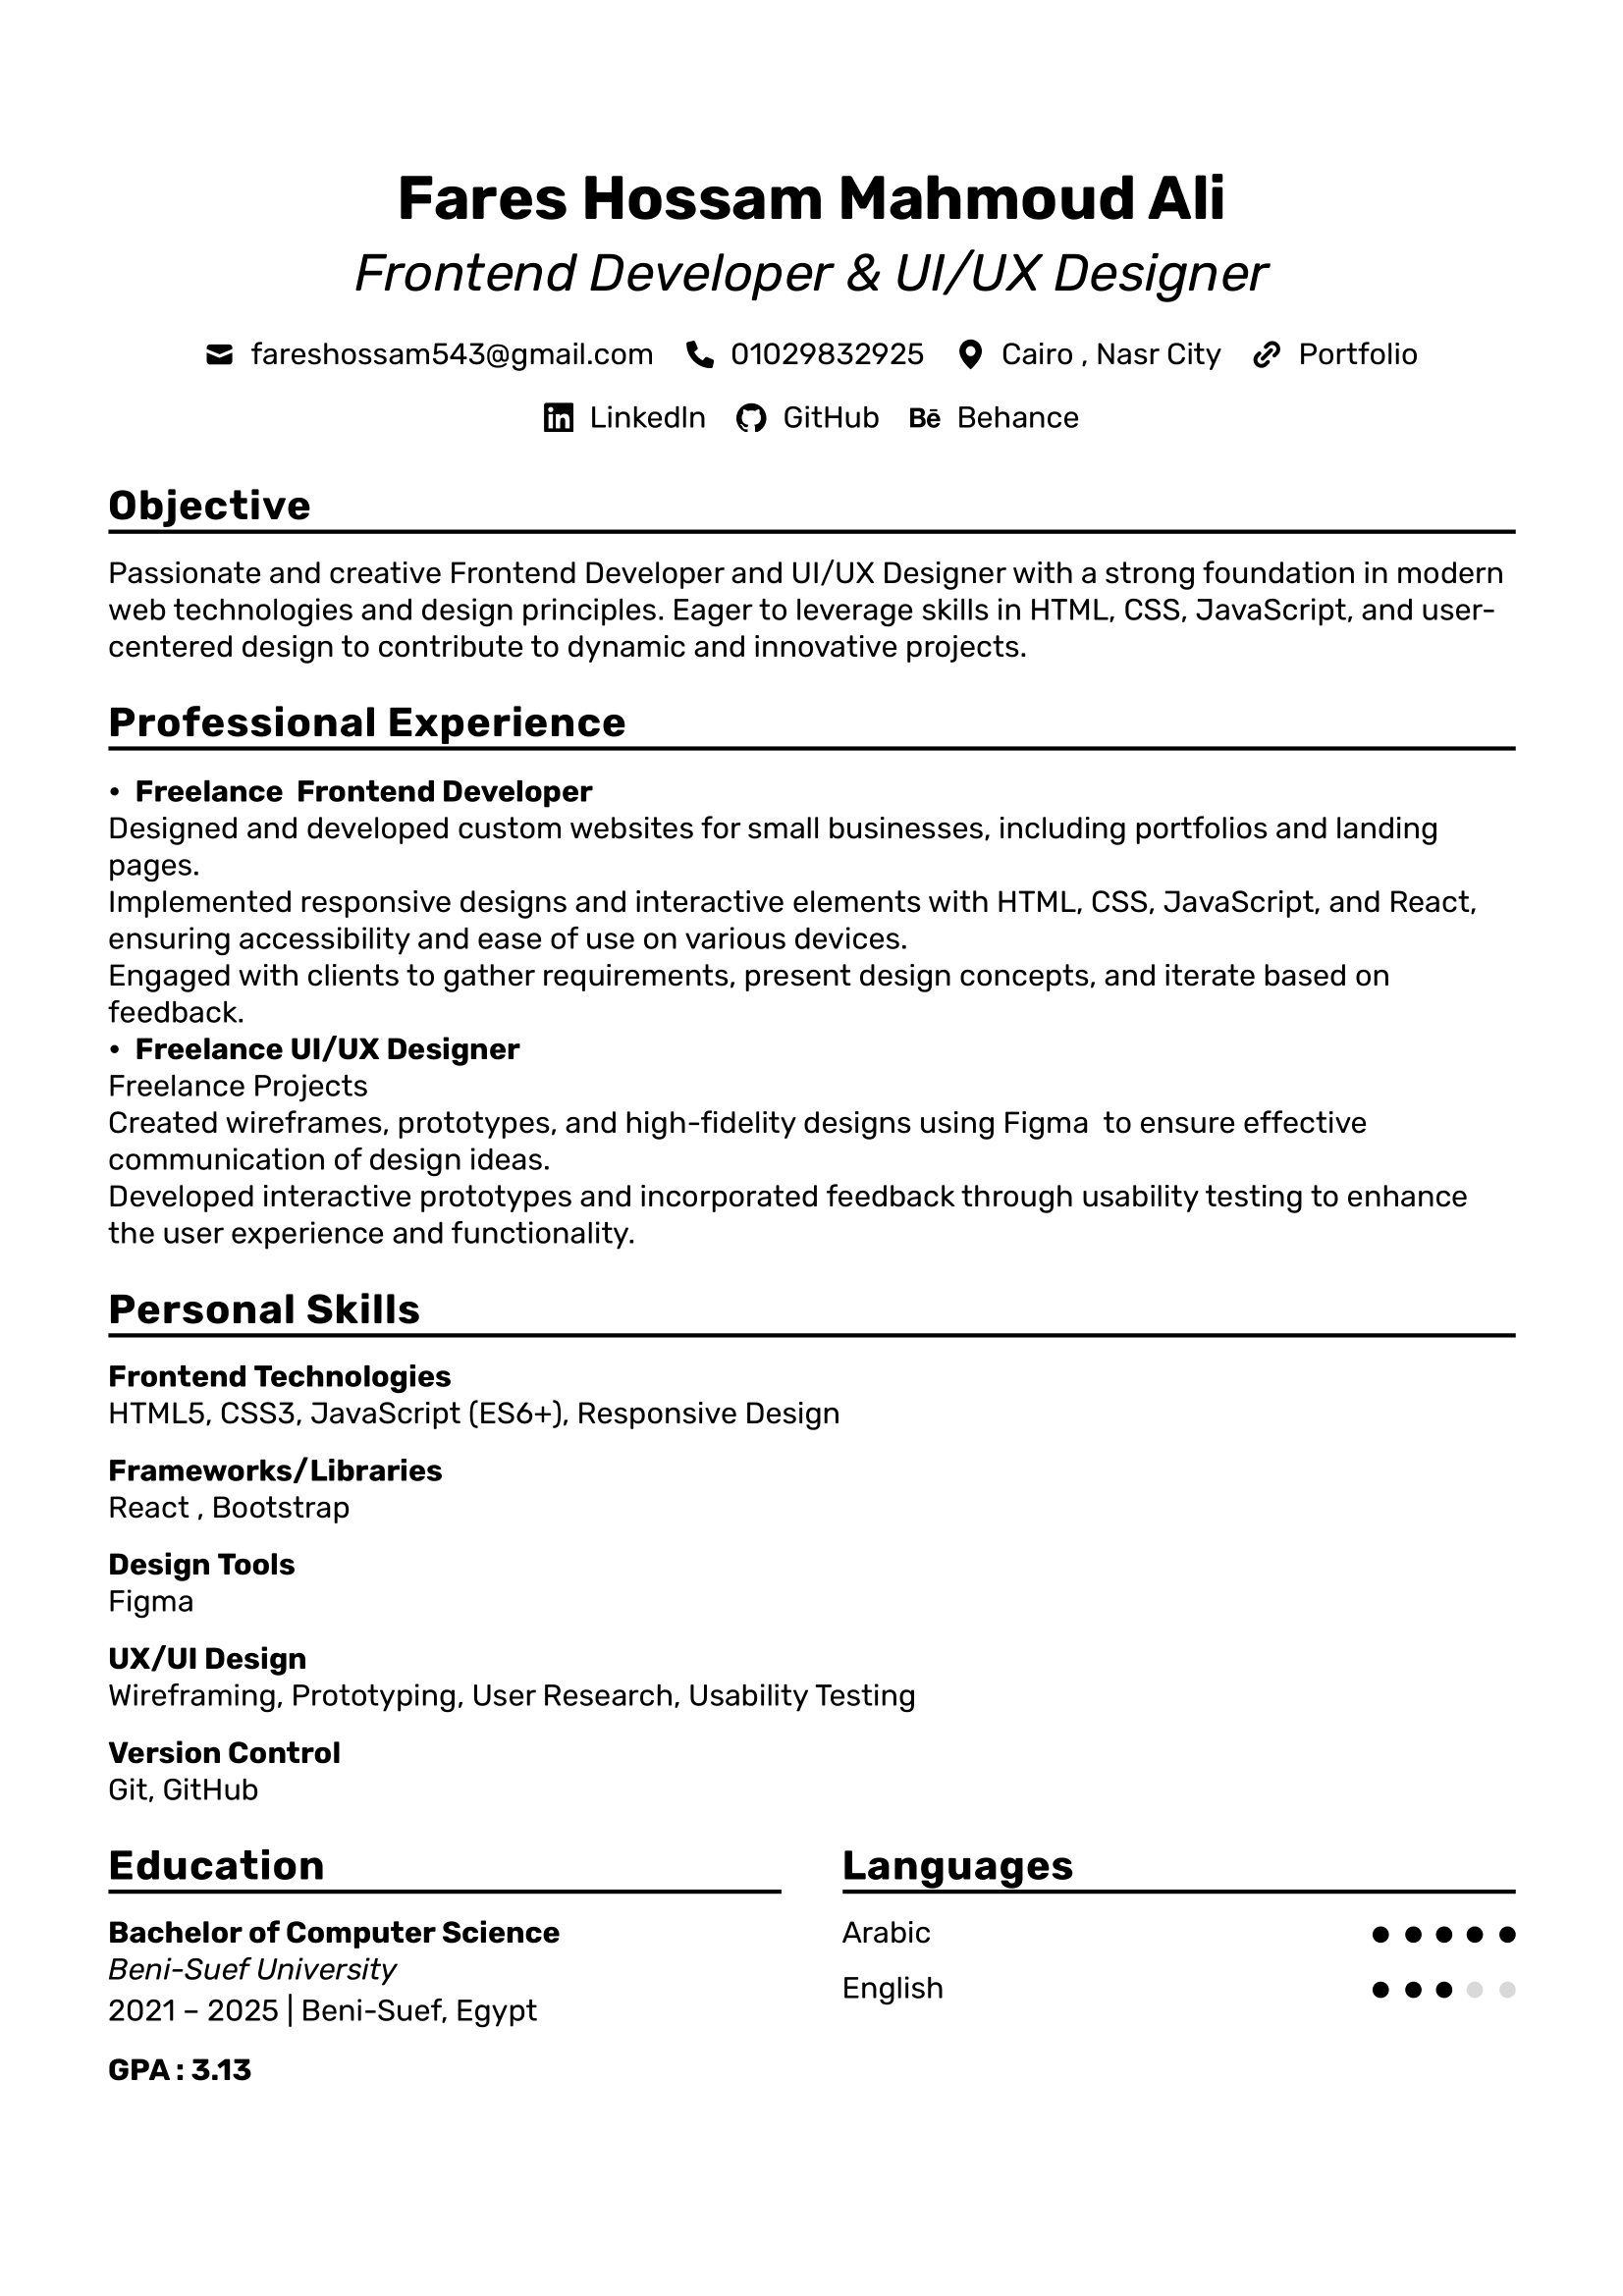 Fares Hossam Mahmoud Ali
Frontend Developer & UI/UX Designer
fareshossam543@gmail.com 01029832925 Cairo , Nasr City Portfolio
LinkedIn GitHub Bē Behance
Objective
Passionate and creative Frontend Developer and UI/UX Designer with a strong foundation in modern
web technologies and design principles. Eager to leverage skills in HTML, CSS, JavaScript, and user-
centered design to contribute to dynamic and innovative projects.
Professional Experience
• Freelance  Frontend Developer
Designed and developed custom websites for small businesses, including portfolios and landing
pages.
Implemented responsive designs and interactive elements with HTML, CSS, JavaScript, and React,
ensuring accessibility and ease of use on various devices.
Engaged with clients to gather requirements, present design concepts, and iterate based on
feedback.
• Freelance UI/UX Designer
Freelance Projects
Created wireframes, prototypes, and high-fidelity designs using Figma  to ensure effective
communication of design ideas.
Developed interactive prototypes and incorporated feedback through usability testing to enhance
the user experience and functionality.
Personal Skills
Frontend Technologies
HTML5, CSS3, JavaScript (ES6+), Responsive Design
Frameworks/Libraries
React , Bootstrap
Design Tools
Figma
UX/UI Design
Wireframing, Prototyping, User Research, Usability Testing
Version Control
Git, GitHub
Education
Bachelor of Computer Science
Beni-Suef University
2021 – 2025 | Beni-Suef, Egypt
GPA : 3.13
Languages
Arabic
English